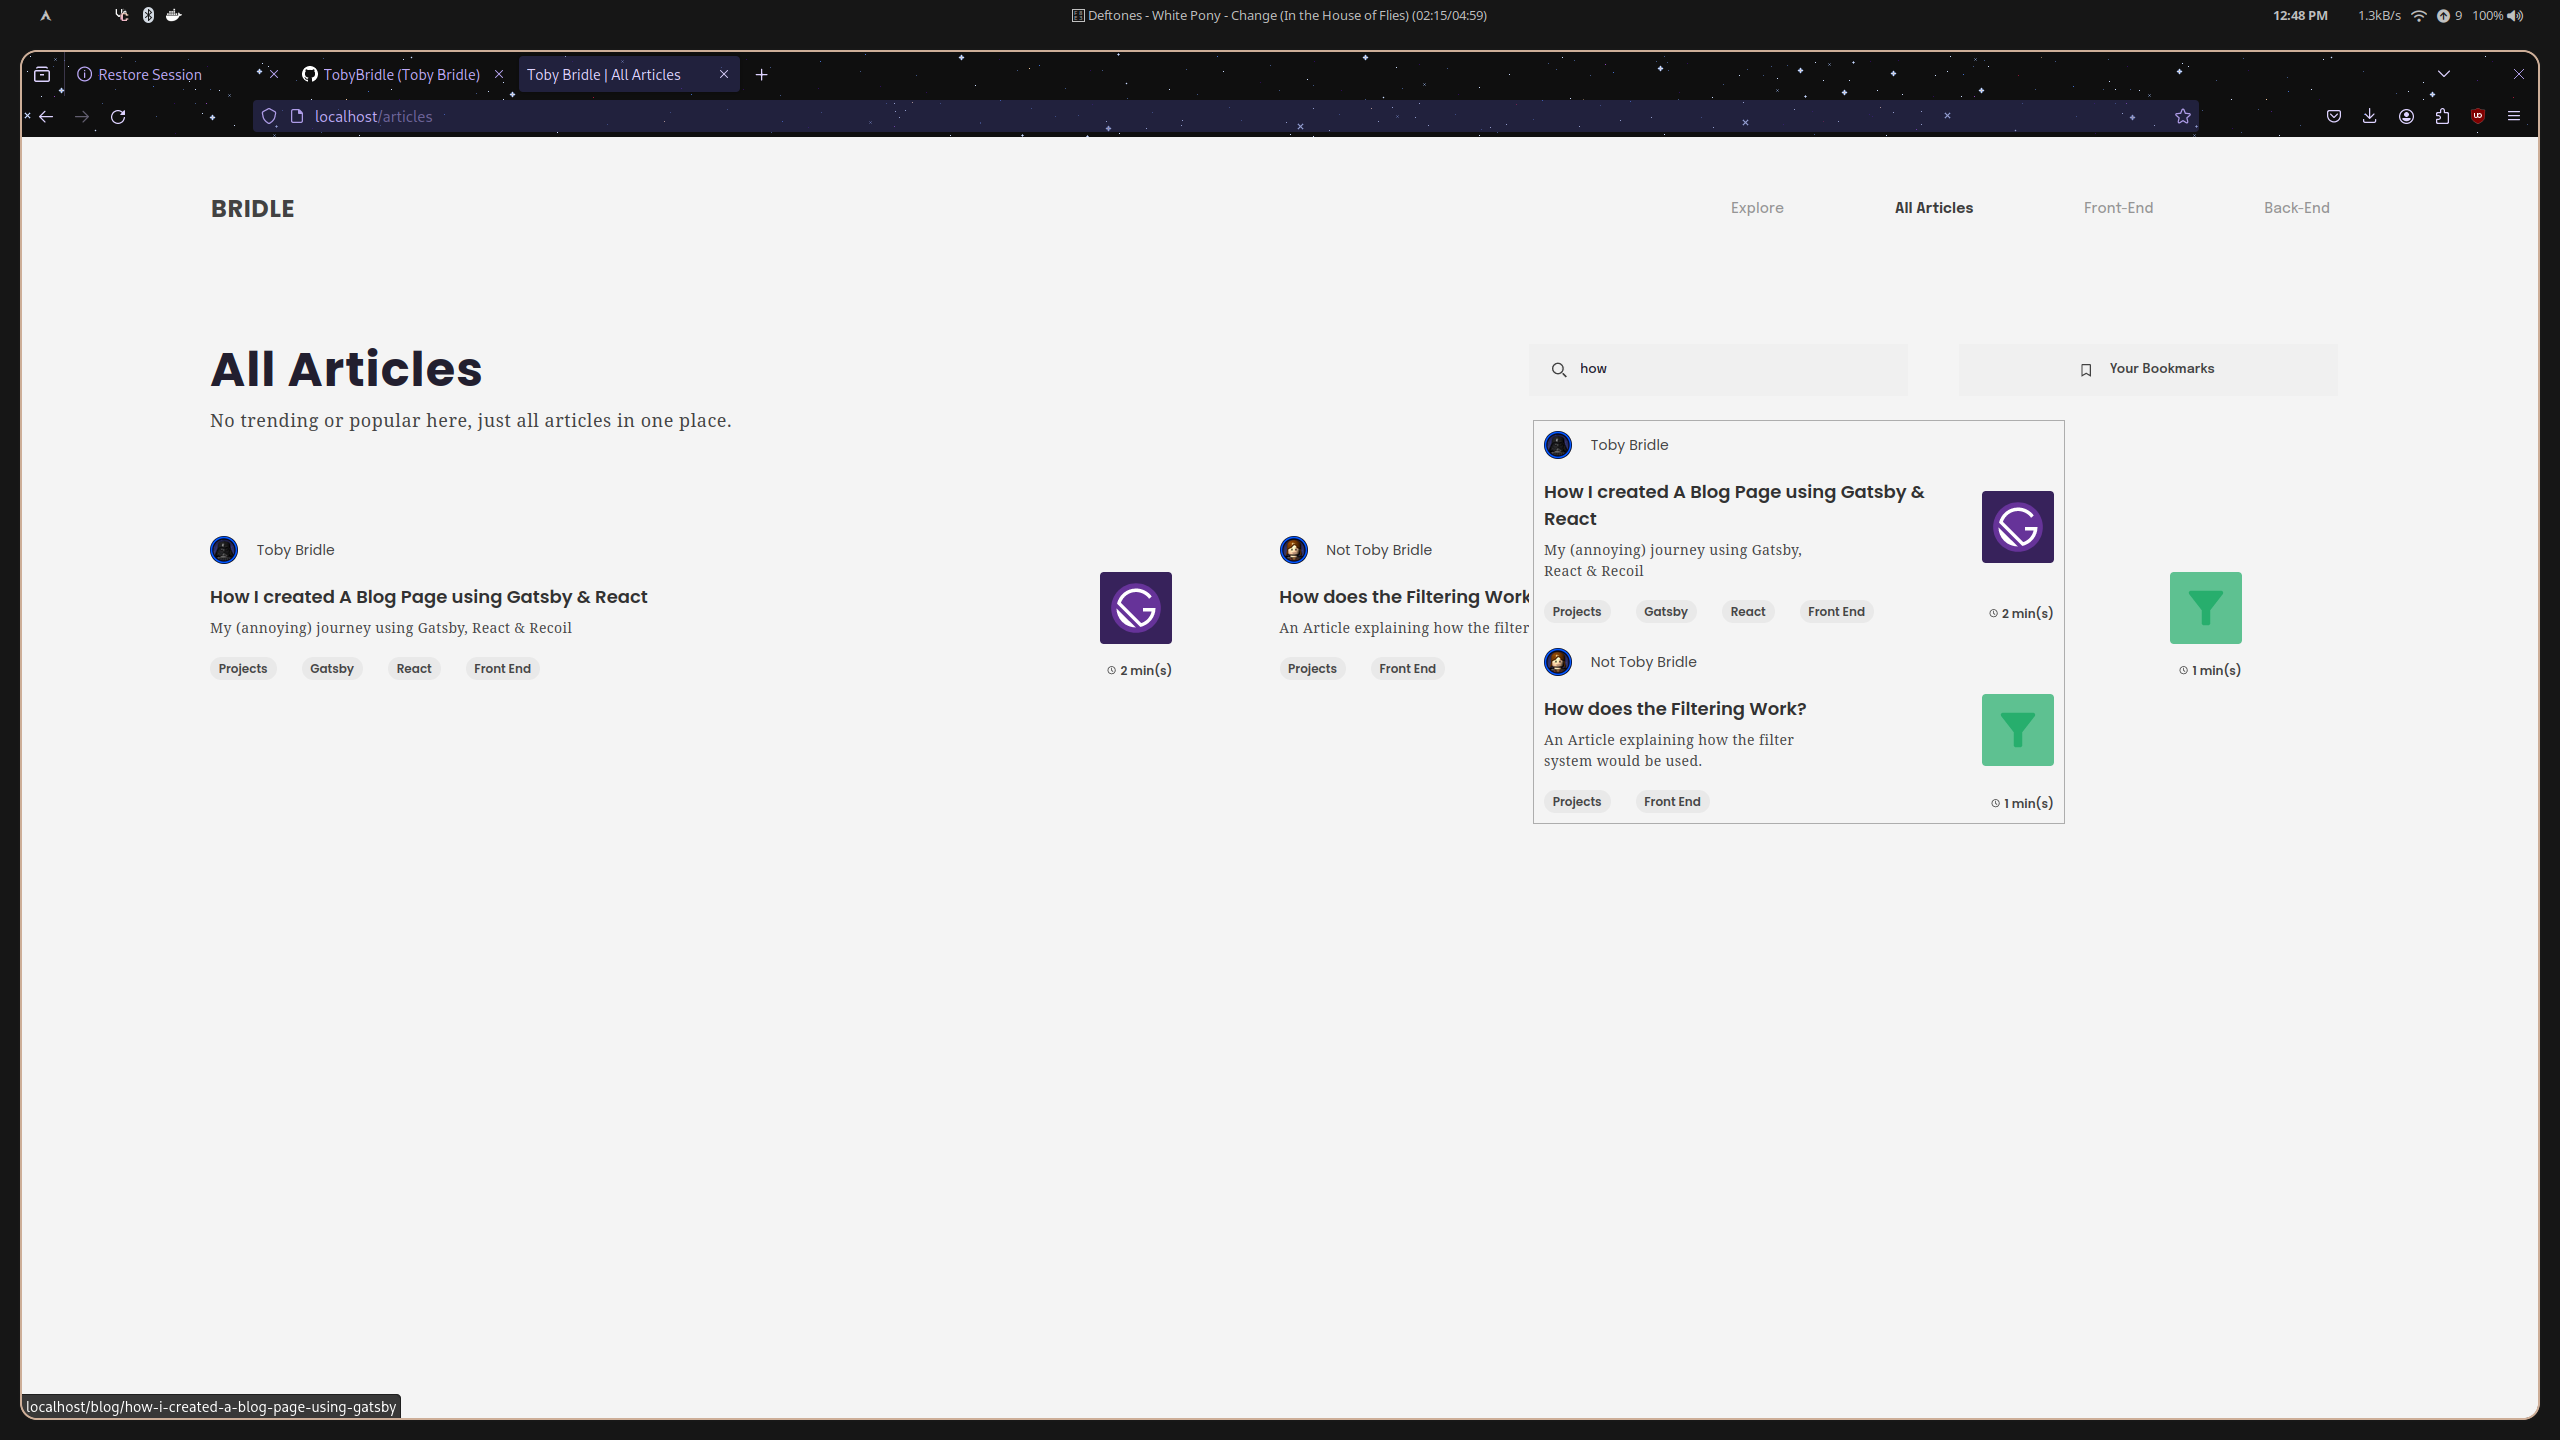 Deftones - White Pony - Change (In the House of Flies) (02:15/04:59)
12:48 PM
1.3kB/s
9
100%
Restore Session
TobyBridle (Toby Bridle)
Toby Bridle | All Articles
localhost/articles
BRIDLE
Explore
All Articles
Front-End
Back-End
All Articles
No trending or popular here, just all articles in one place.
how
Your Bookmarks
Toby Bridle
How I created A Blog Page using Gatsby & React
My (annoying) journey using Gatsby, React & Recoil
Projects
Gatsby
React
Front End
2 min(s)
Not Toby Bridle
How does the Filtering Work
An Article explaining how the filter
Projects
Front End
1 min(s)
Toby Bridle
How I created A Blog Page using Gatsby &
React
My (annoying) journey using Gatsby,
React & Recoil
Projects
Gatsby
React
Front End
2 min(s)
Not Toby Bridle
How does the Filtering Work?
An Article explaining how the filter
system would be used.
Projects
Front End
1 min(s)
localhost/blog/how-i-created-a-blog-page-using-gatsby